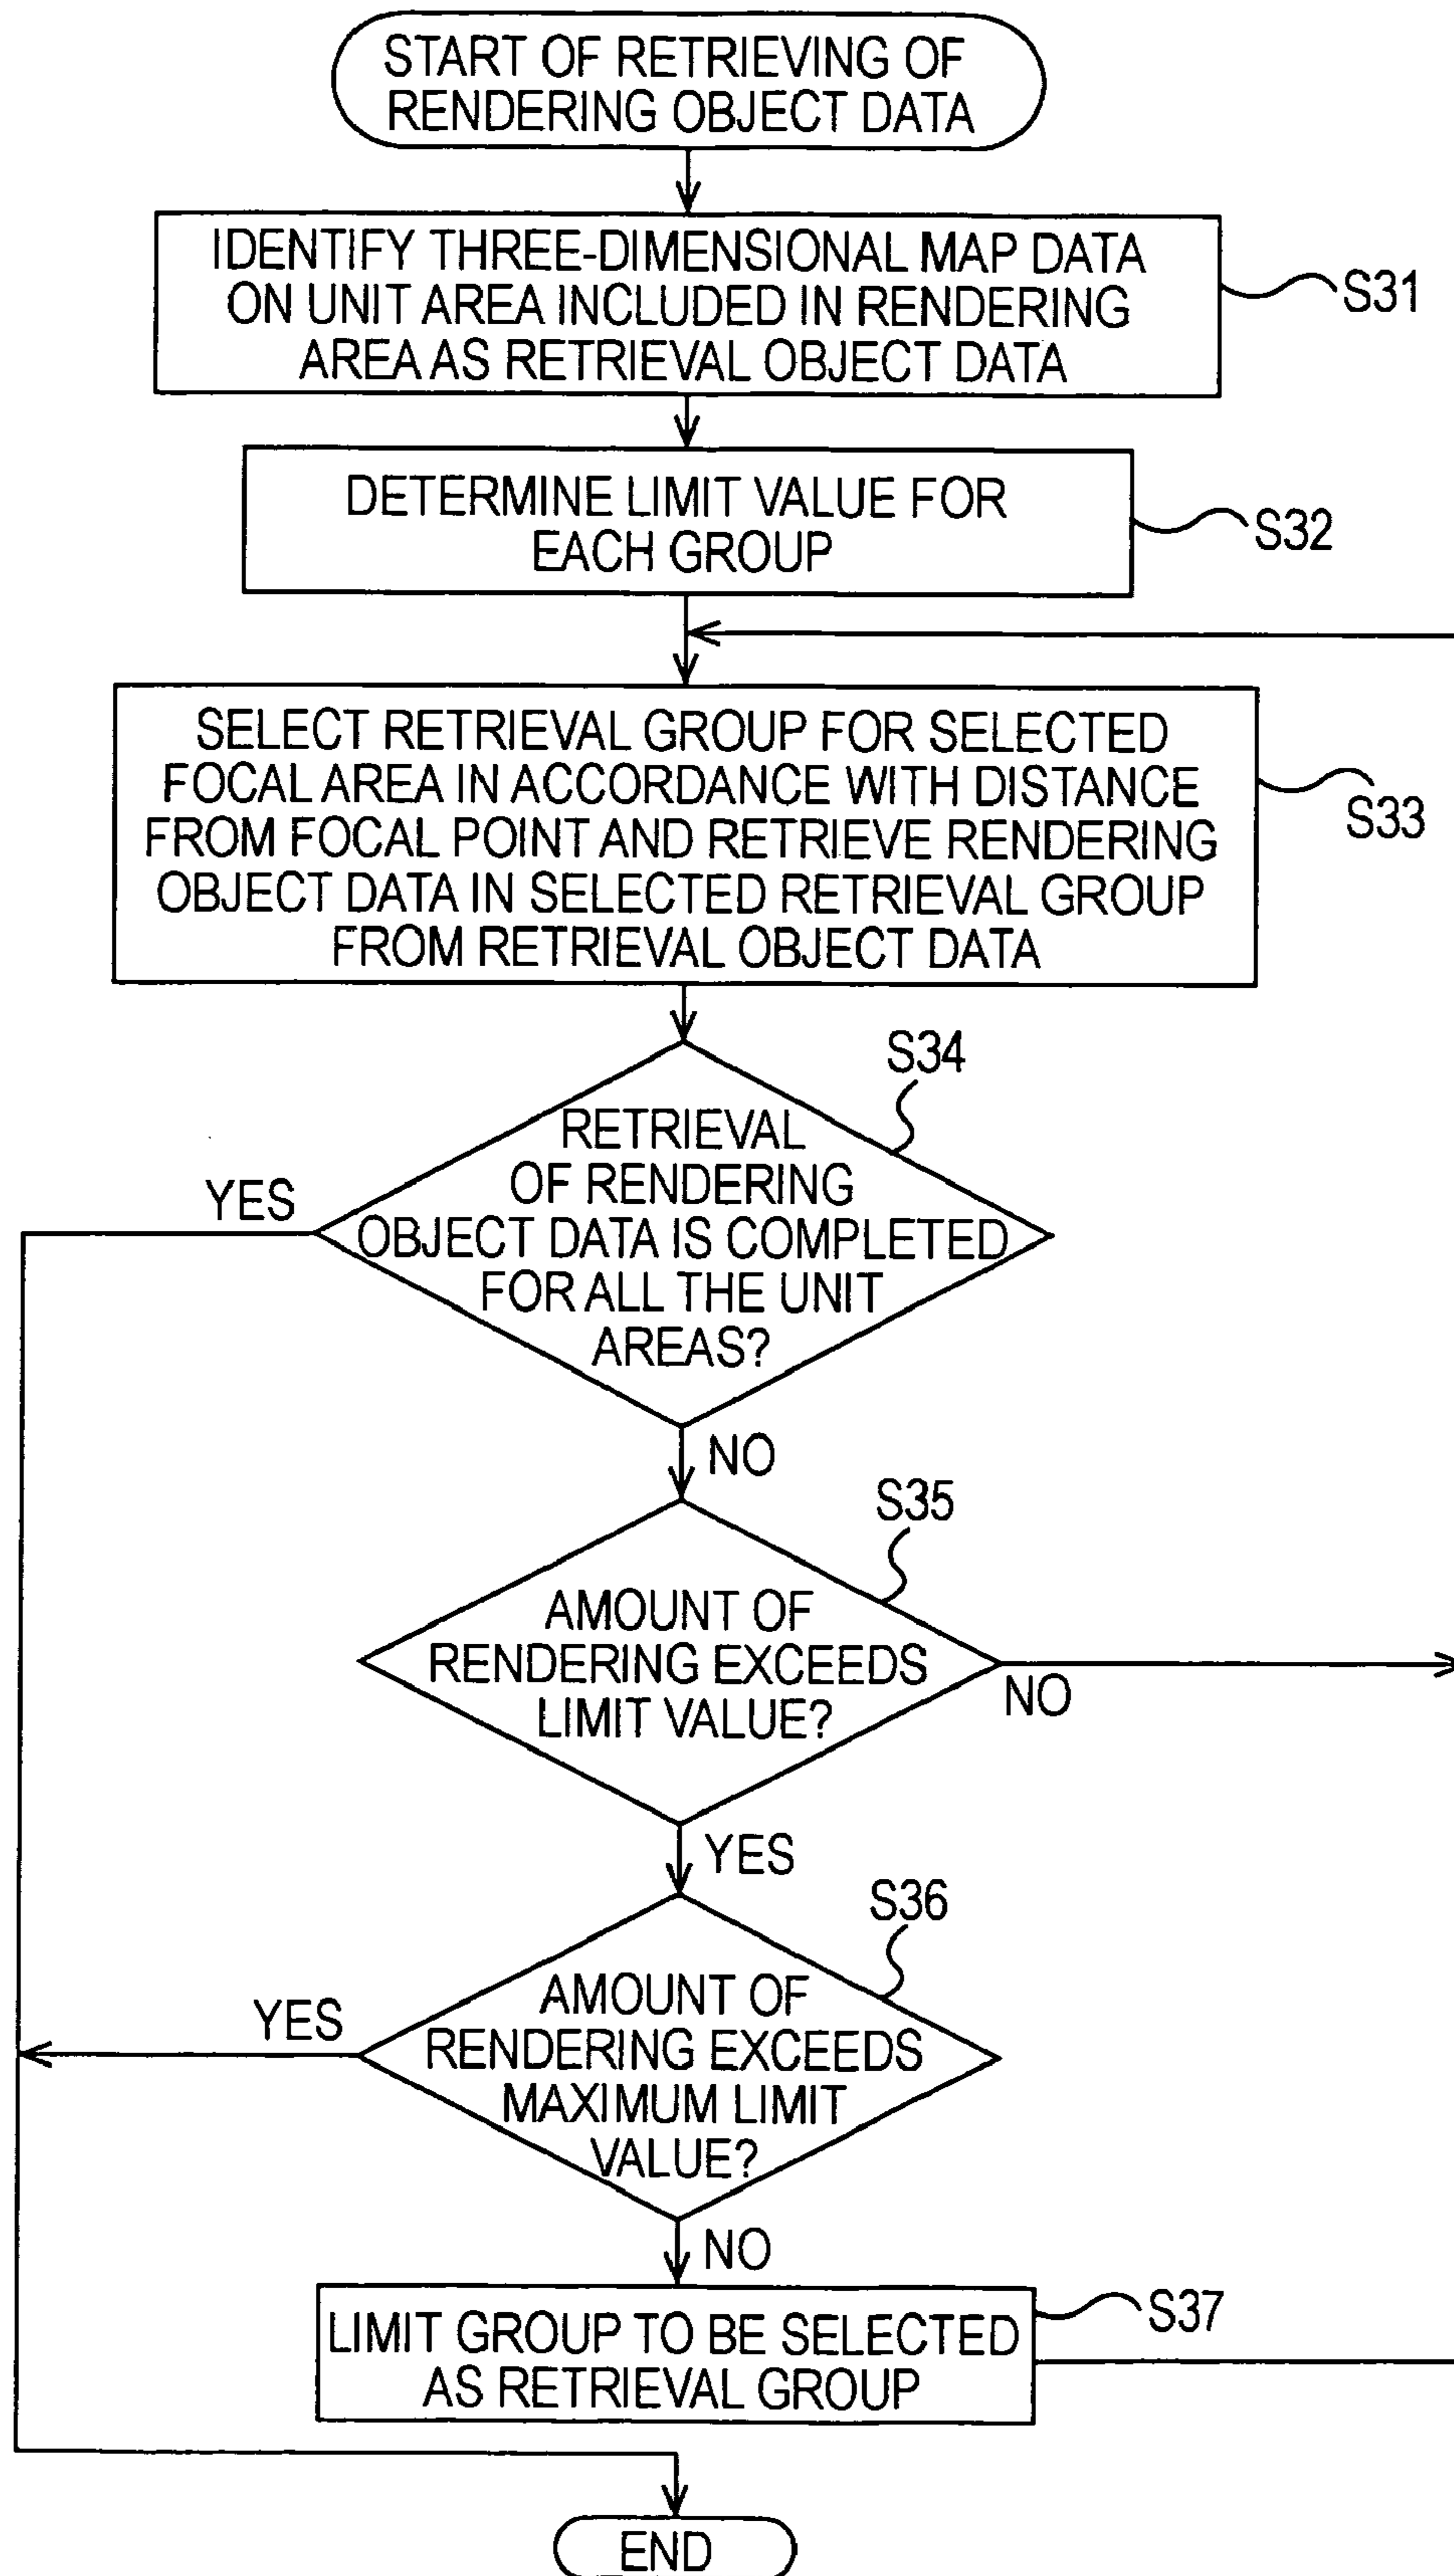 START OF RETRIEVING OF
RENDERING OBJECT DATA
IDENTIFY THREE-DIMENSIONAL MAP DATA
ON UNIT AREA INCLUDED IN RENDERING
AREA AS RETRIEVAL OBJECT DATA
S31
DETERMINE LIMIT VALUE FOR
EACH GROUP
S32
SELECT RETRIEVAL GROUP FOR SELECTED
FOCAL AREA IN ACCORDANCE WITH DISTANCE
FROM FOCAL POINT AND RETRIEVE RENDERING
OBJECT DATA IN SELECTED RETRIEVAL GROUP
FROM RETRIEVAL OBJECT DATA
S33
S34
RETRIEVAL
OF RENDERING
OBJECT DATA IS COMPLETED
FOR ALL THE UNIT
AREAS?
YES
NO
S35
AMOUNT OF
RENDERING EXCEEDS
LIMIT VALUE?
NO
YES
S36
AMOUNT OF
RENDERING EXCEEDS
MAXIMUM LIMIT
VALUE?
YES
NO
LIMIT GROUP TO BE SELECTED
AS RETRIEVAL GROUP
S37
END